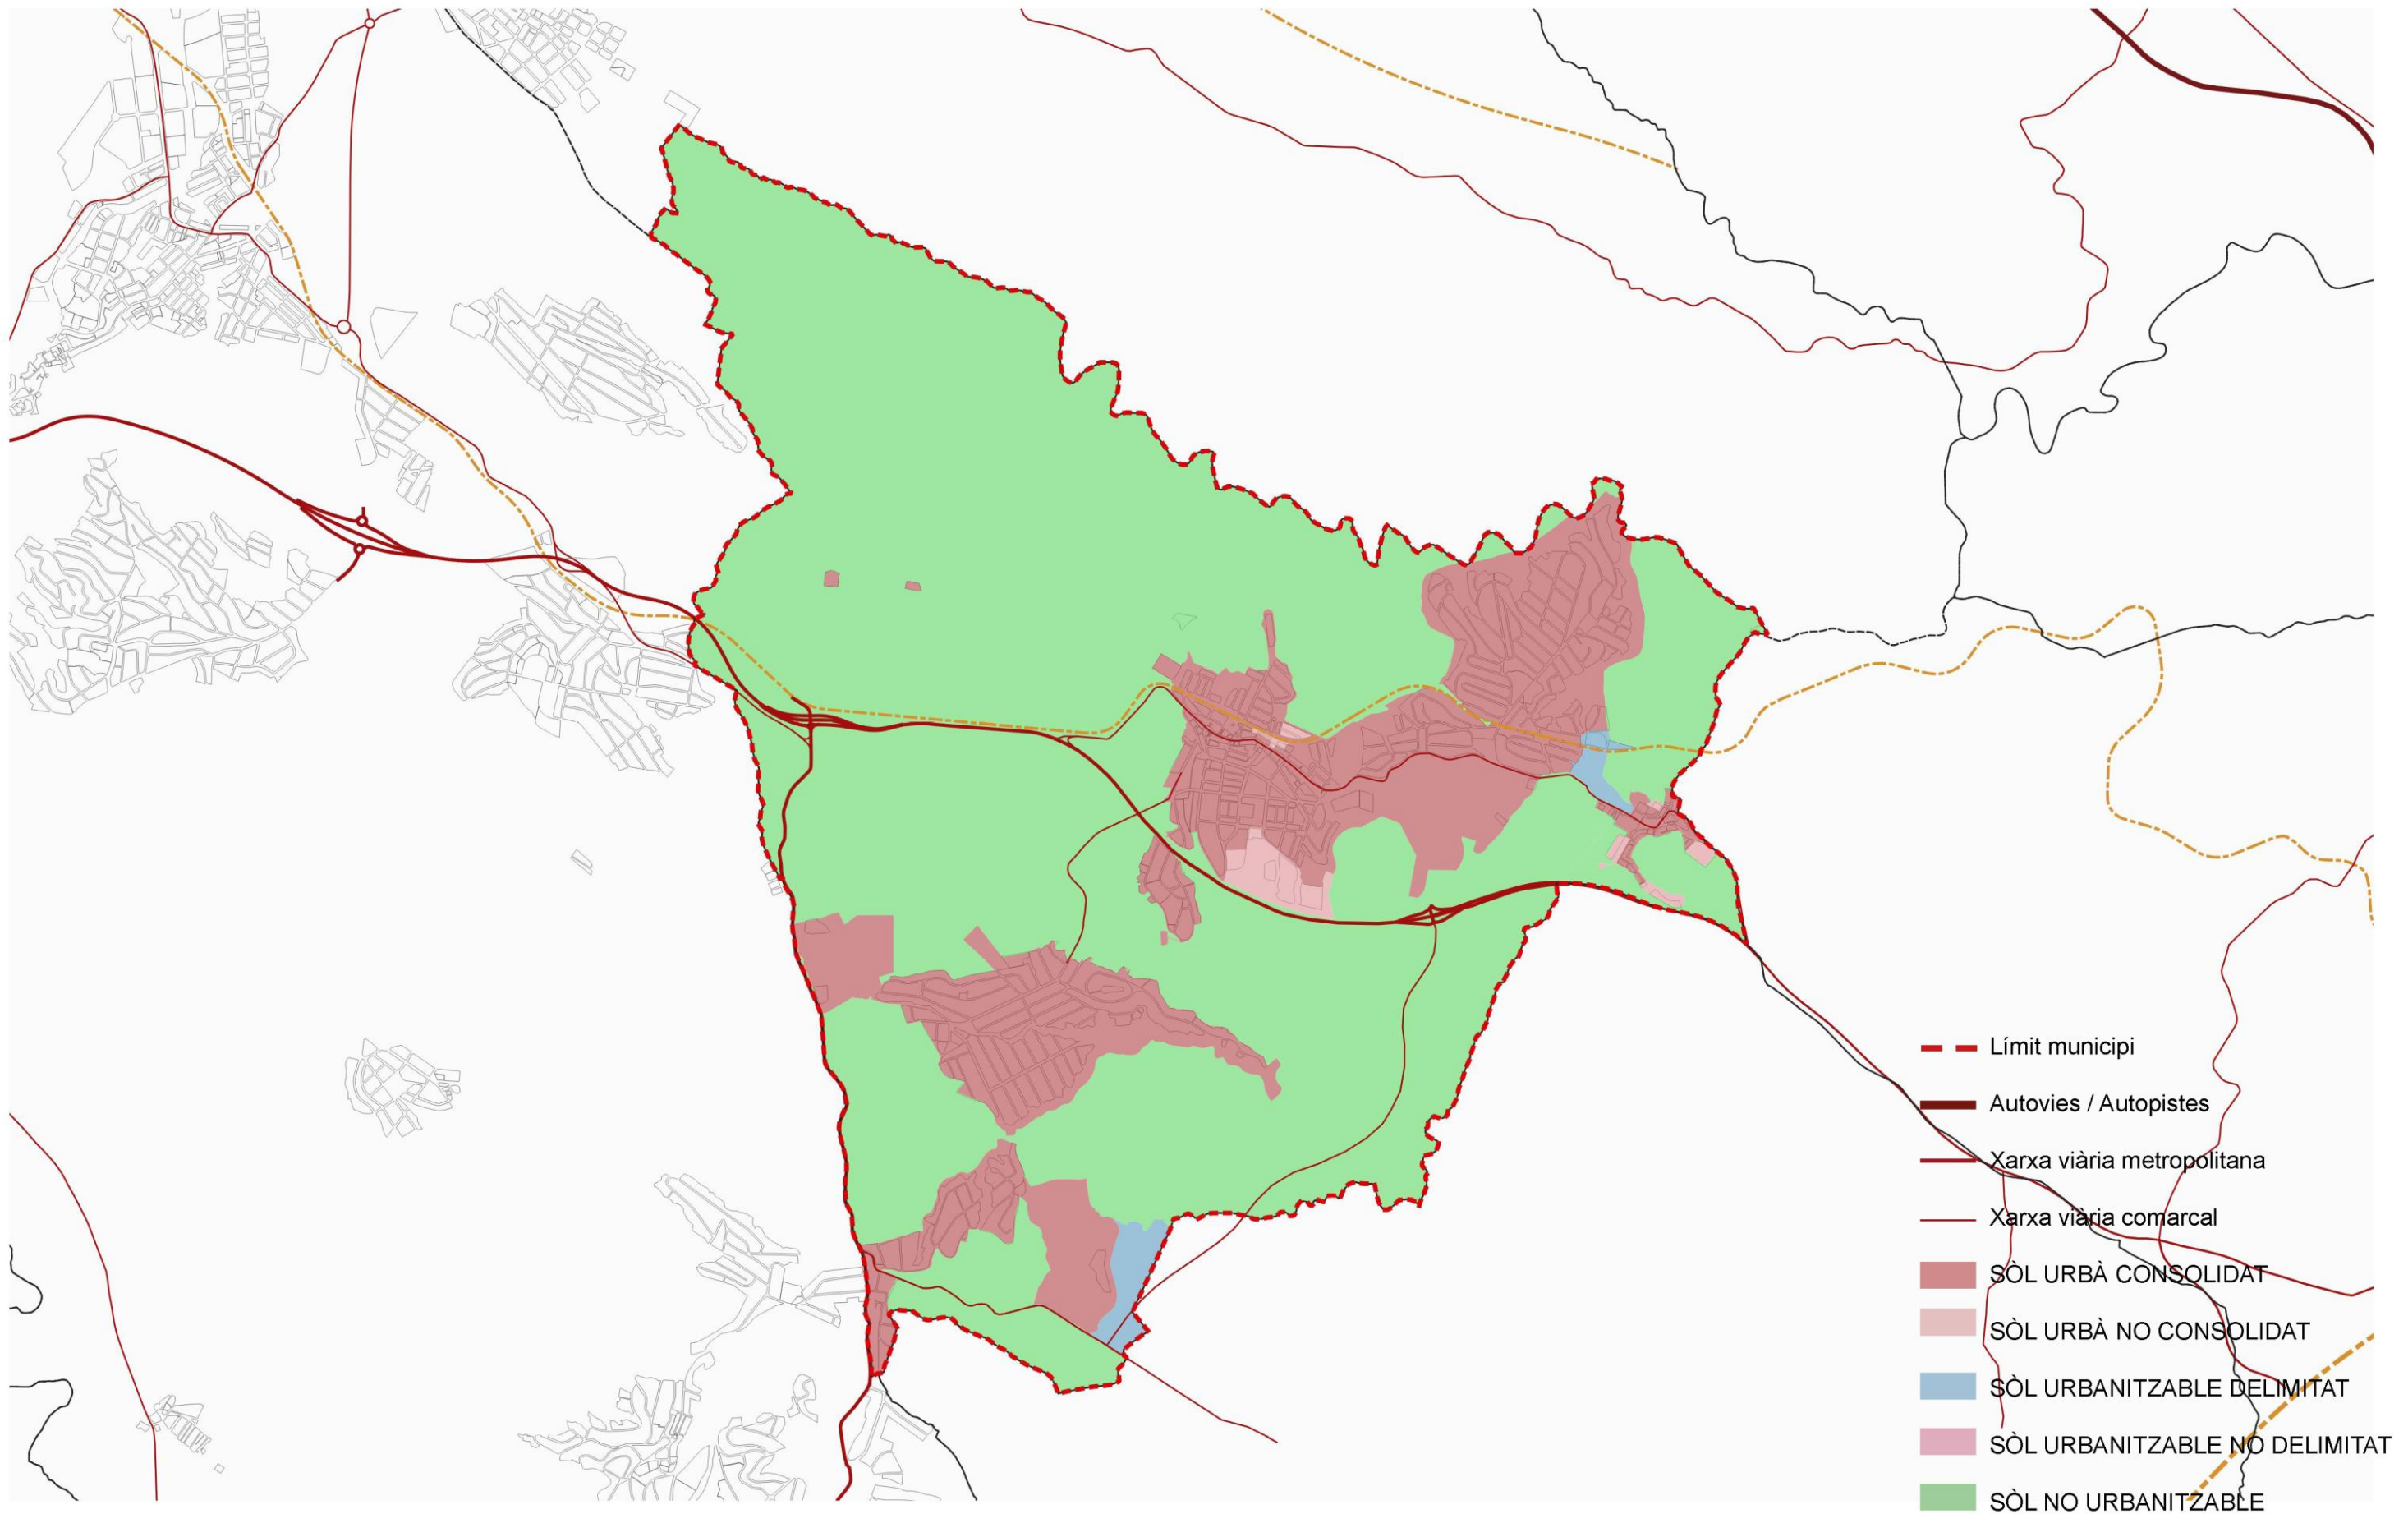 Límit municipi
Autovies / Autopistes
Xarxa viària metropolitana
Xarxa viària comarcal
SÒL URBÀ CONSOLIDAT
SÒL URBÀ NO CONSOLIDAT
SÒL URBANITZABLE DELIMITAT
SÒL URBANITZABLE NO DELIMITAT
SÒL NO URBANITZABLE